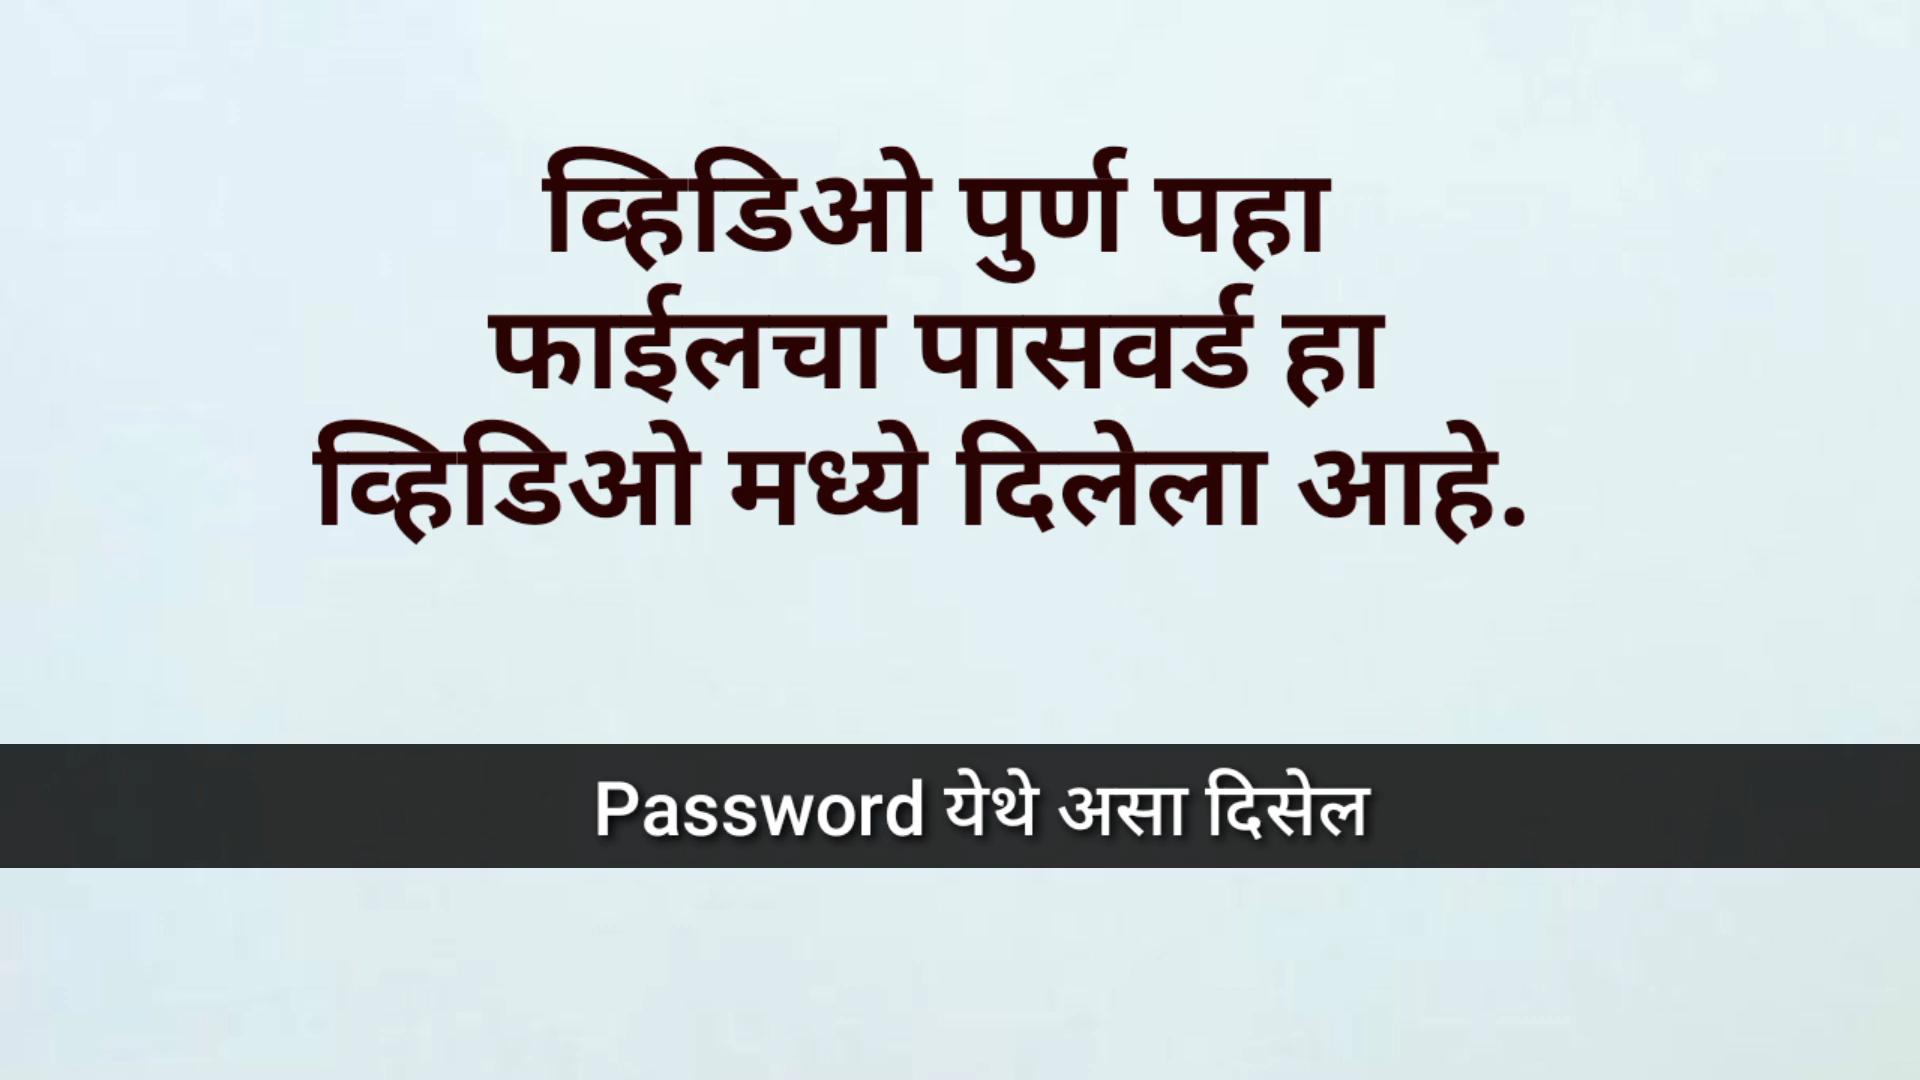 व्हिडिओ पुर्ण पहा
फाईलचा पासवर्ड हा
व्हिडिओ मध्ये दिलेला आहे.
Password येथे असा दिसेल